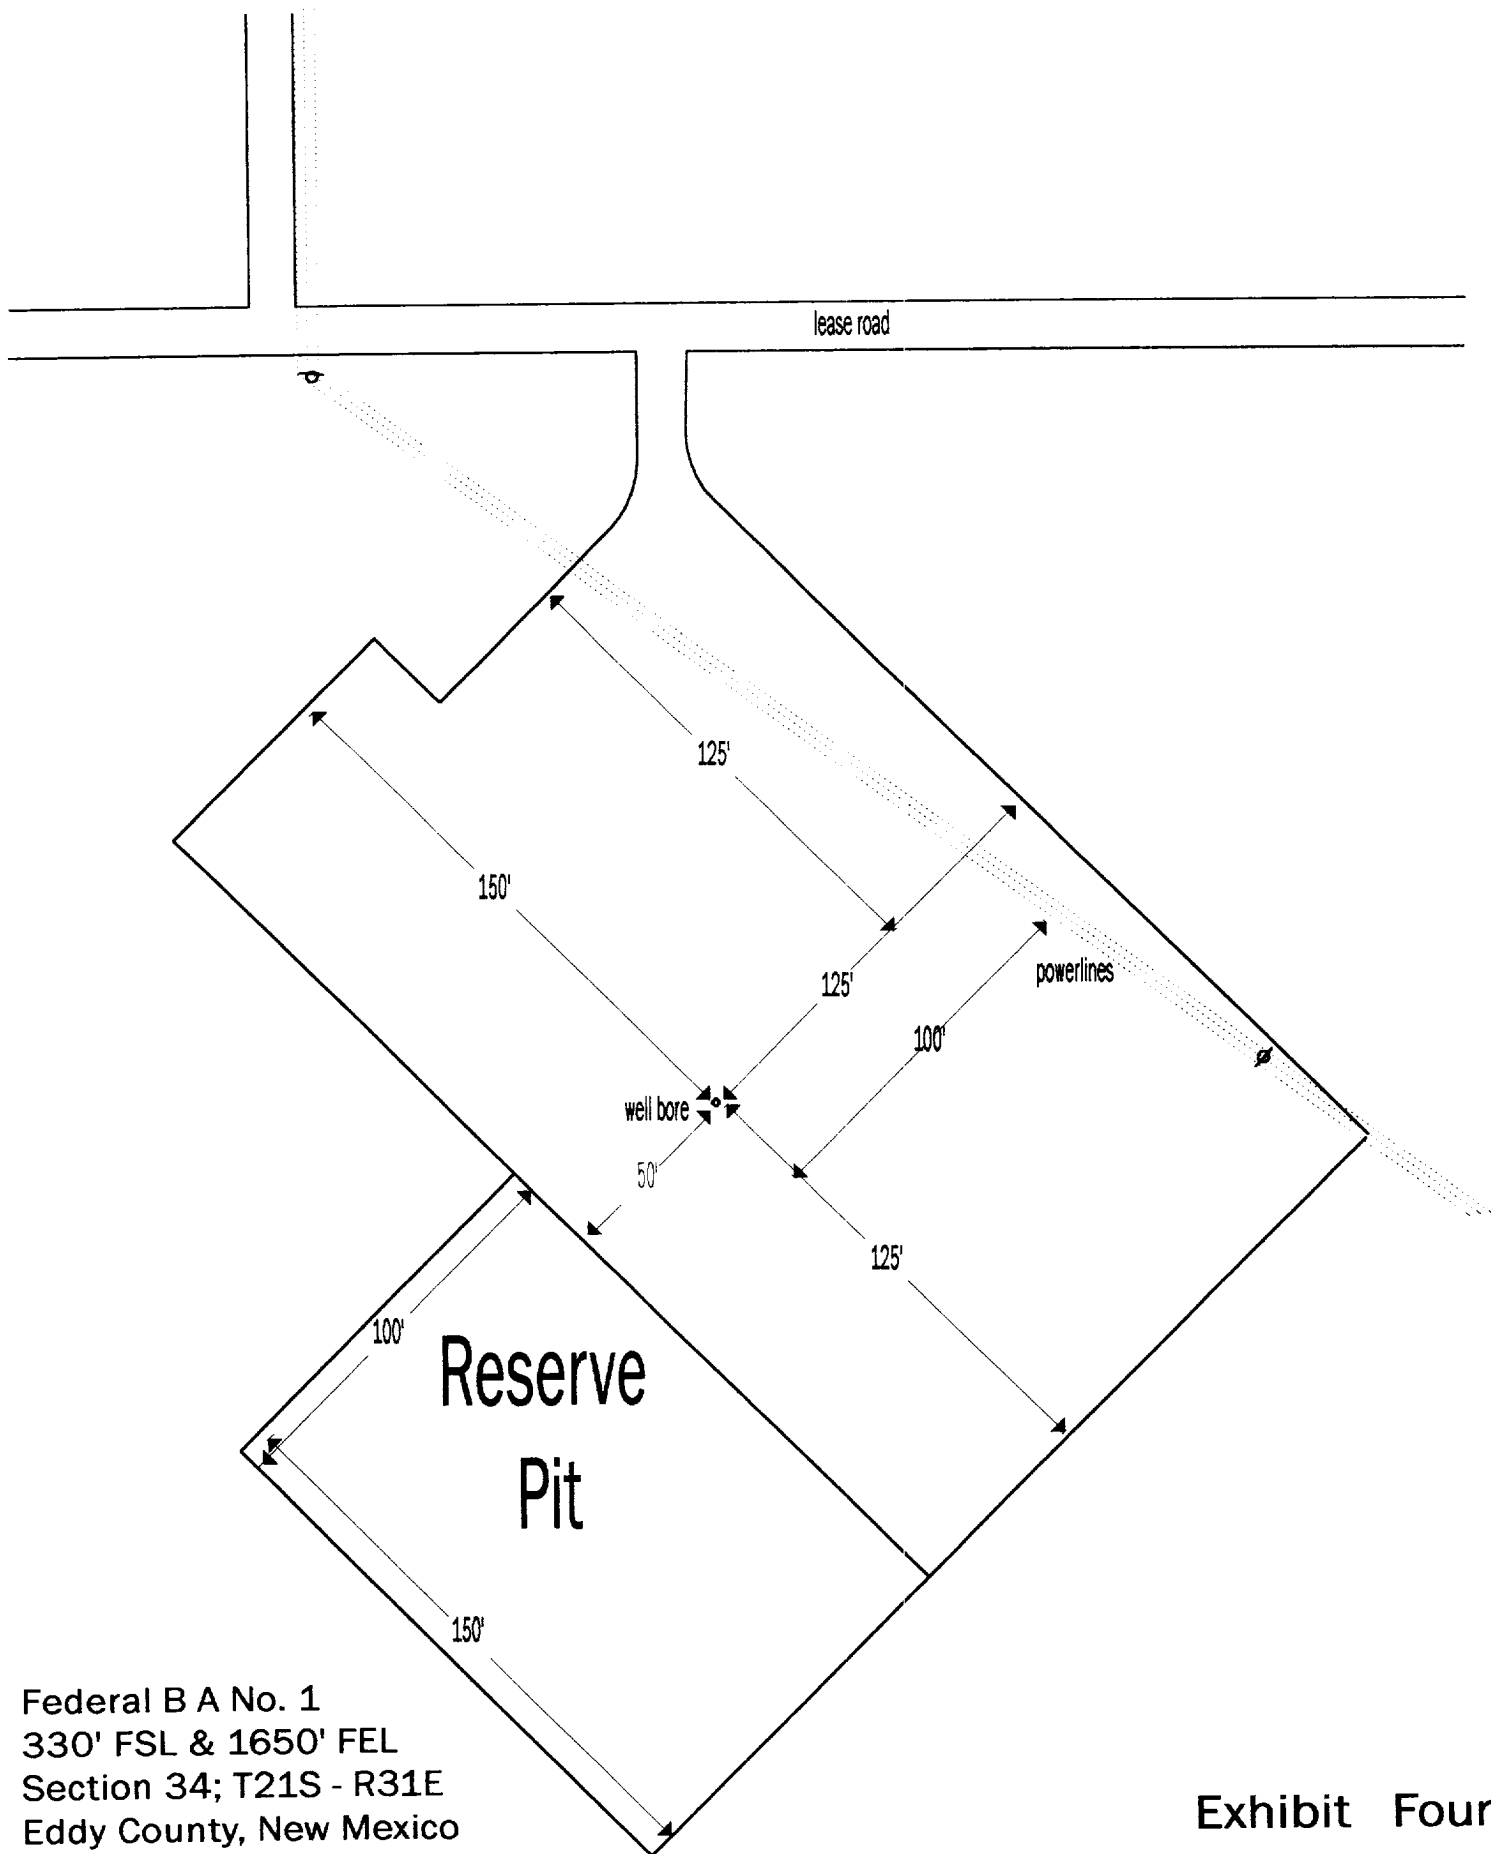 lease road
125'
150'
125'
powerlines
100'
well bore
50'
125'
100'
Reserve
Pit
150'
Federal B A No. 1
330' FSL & 1650' FEL
Section 34; T21S - R31E
Eddy County, New Mexico
Exhibit Four